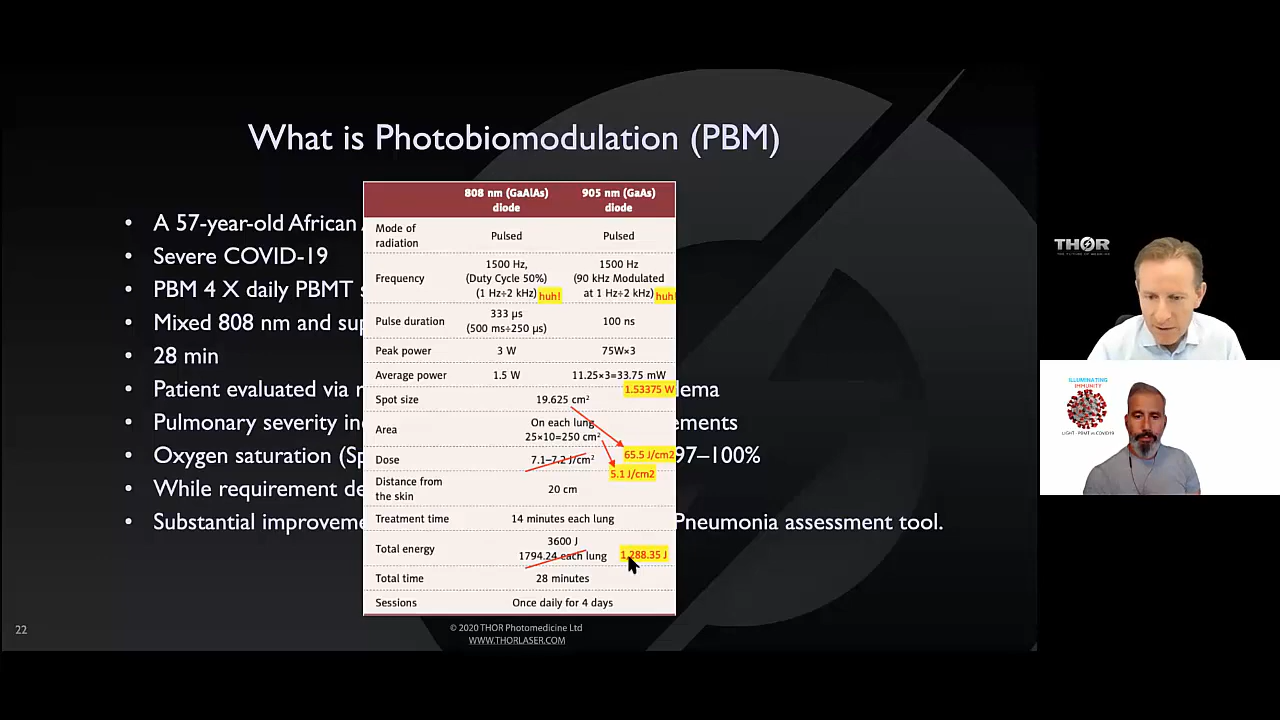 What is Photobiomodulation (PBM)
• A 57-year-old African
• Severe COVID-19
• PBM 4 X daily PBMT
• Mixed 808 nm and
• 28 min
• Patient evaluated via
• Pulmonary severity
ements
• Oxygen saturation
97–100%
• While requirement
• Substantial
Pneumonia assessment tool.
808 nm (GaAlAs) 905 nm (GaAs)
diode diode
Mode of
radiation Pulsed Pulsed
Frequency
1500 Hz, 1500 Hz
(Duty Cycle 50%) (90 kHz Modulated
(1 Hz÷2 kHz) huh! at 1 Hz÷2 kHz) huh!
Pulse duration
333 µs 100 ns
(500 ms÷250 µs)
Peak power 3 W 75W×3
Average power 1.5 W 11.25×3=33.75 mW
1.53375 W
Spot size 19.625 cm²
Area
On each lung
25×10=250 cm²
Dose 7.1–7.2 J/cm² 65.5 J/cm2
5.1 J/cm2
Distance from
the skin 20 cm
Treatment time 14 minutes each lung
Total energy
3600 J
1794.24 each lung 1,288.35 J
Total time 28 minutes
Sessions Once daily for 4 days
22
© 2020 THOR Photomedicine Ltd
WWW.THORLASER.COM
THOR
ILLUMINATING
IMMUNITY